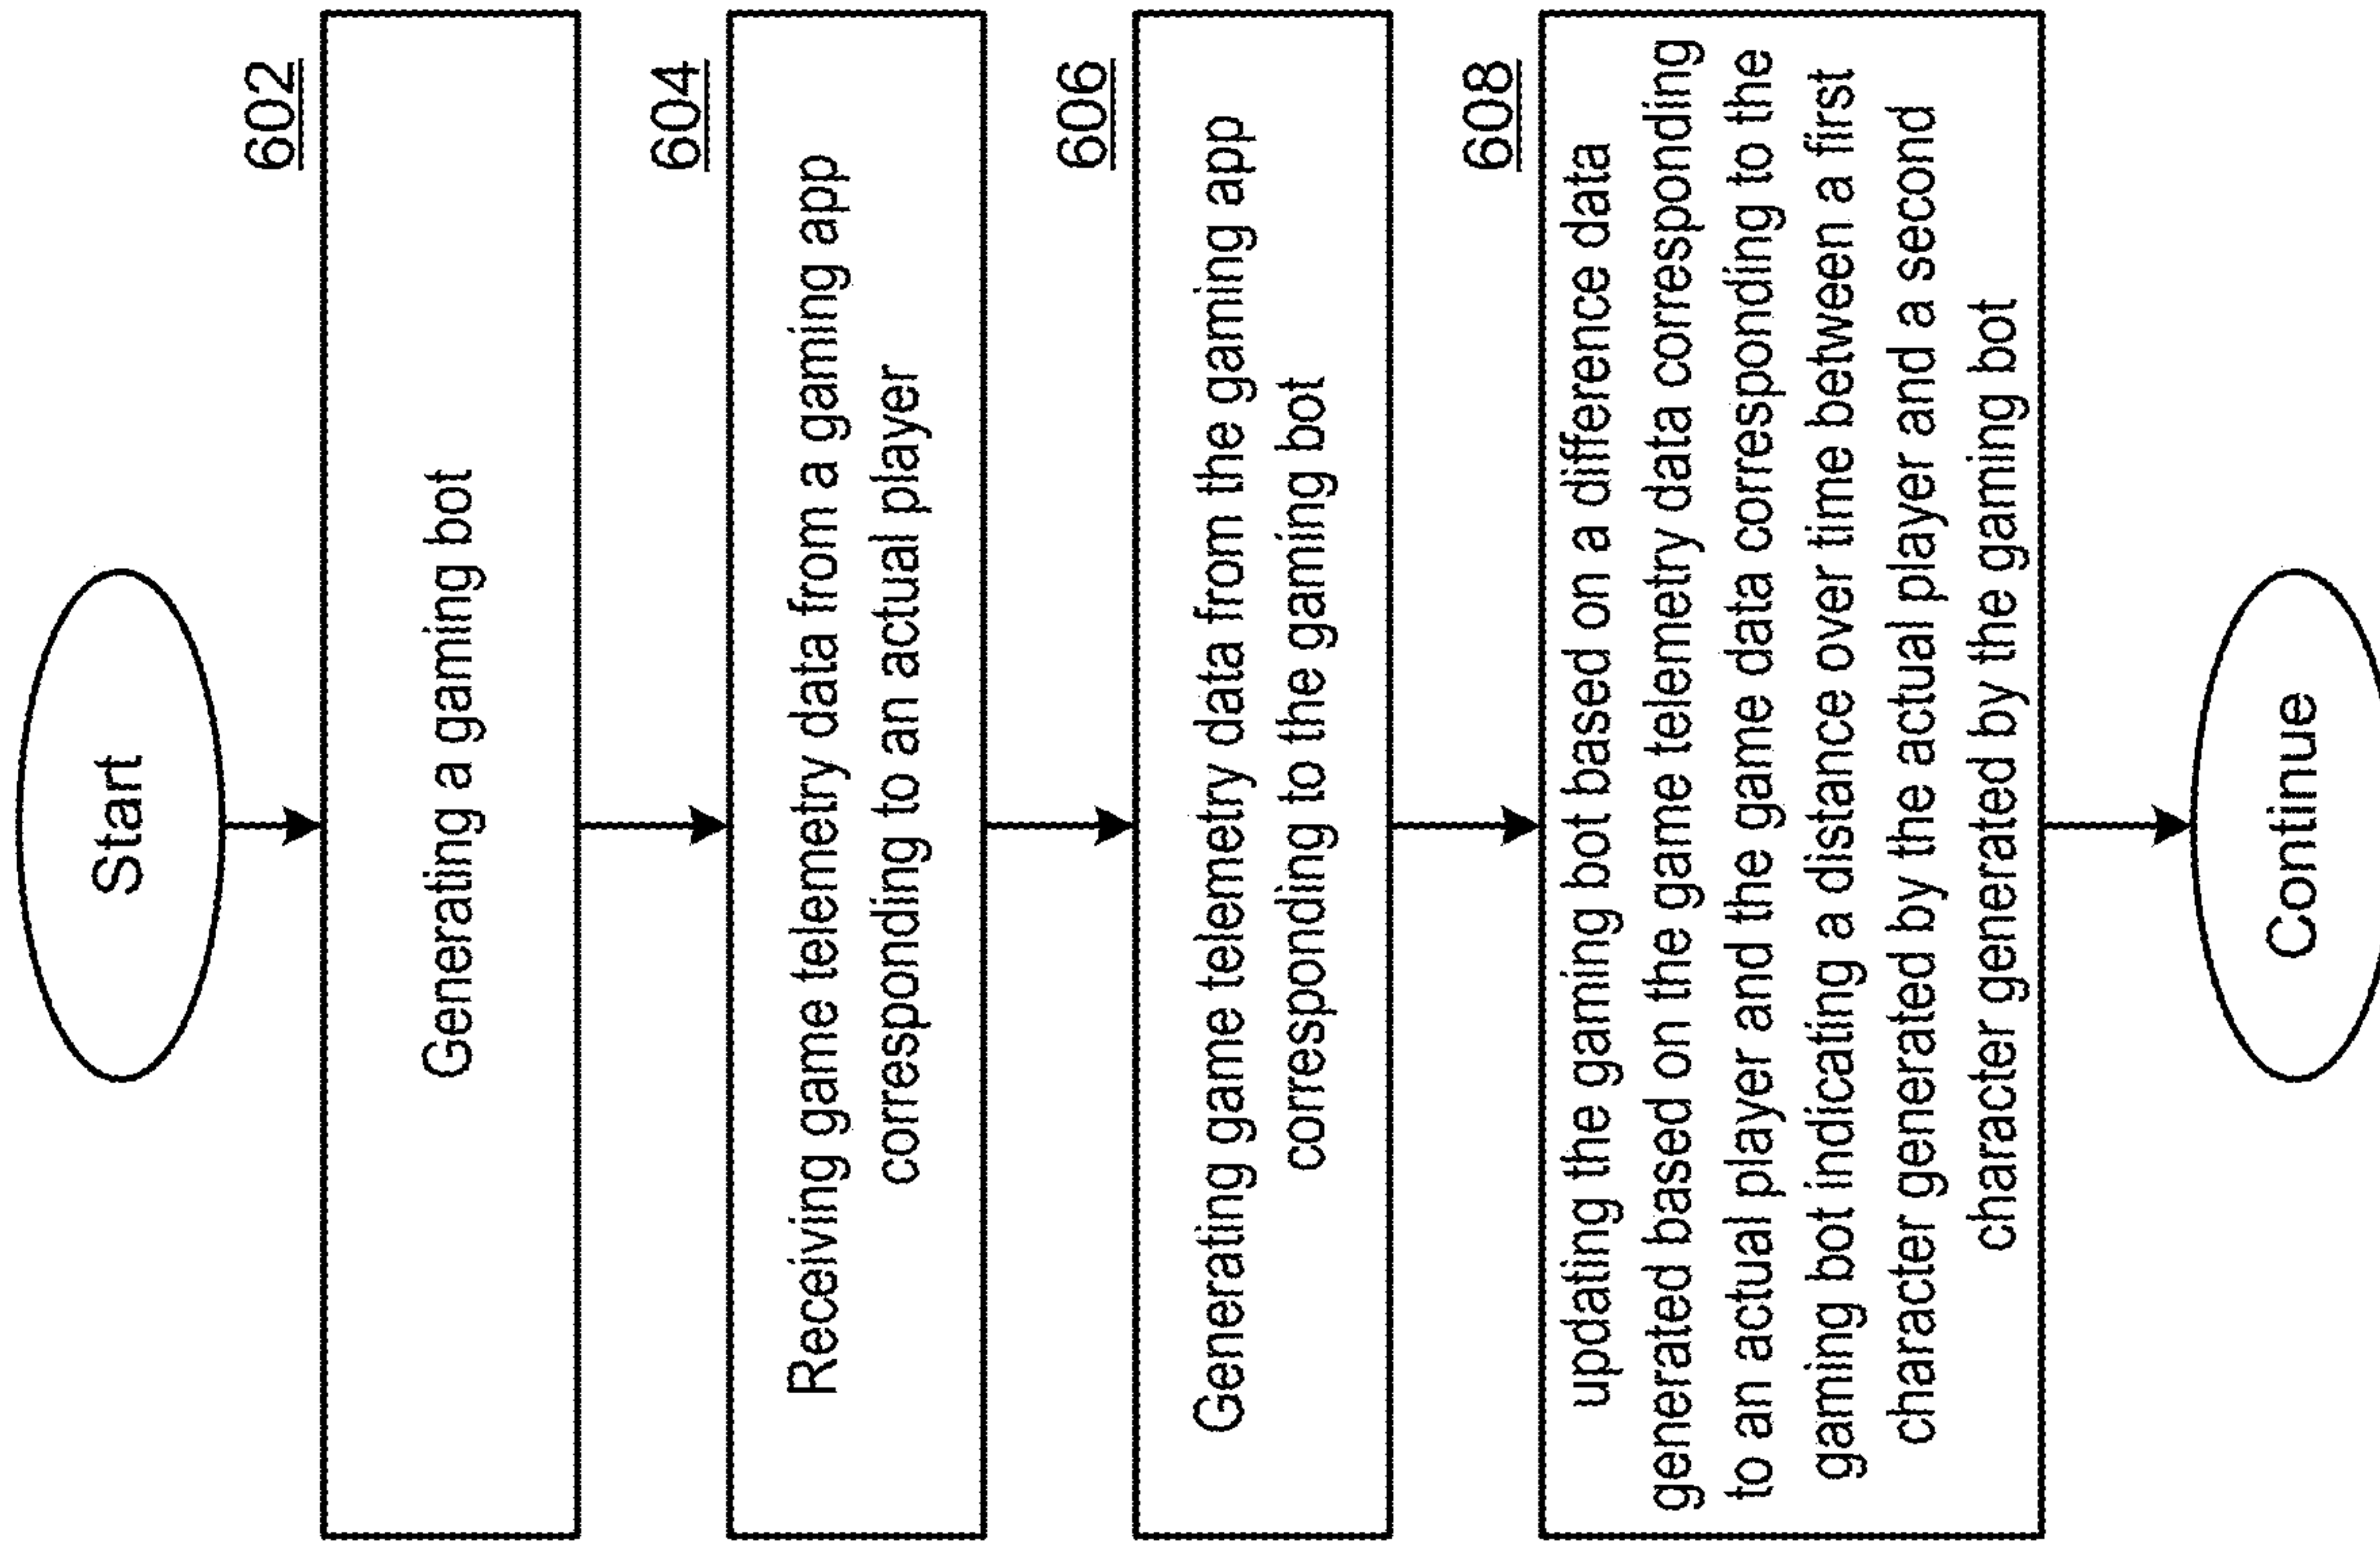 Start
602
Generating a gaming bot
604
Receiving game telemetry data from a gaming app
corresponding to an actual player
606
Generating game telemetry data from the gaming app
corresponding to the gaming bot
608
updating the gaming bot based on a difference data
generated based on the game telemetry data corresponding
to an actual player and the game data corresponding to the
gaming bot indicating a distance over time between a first
character generated by the actual player and a second
character generated by the gaming bot
Continue